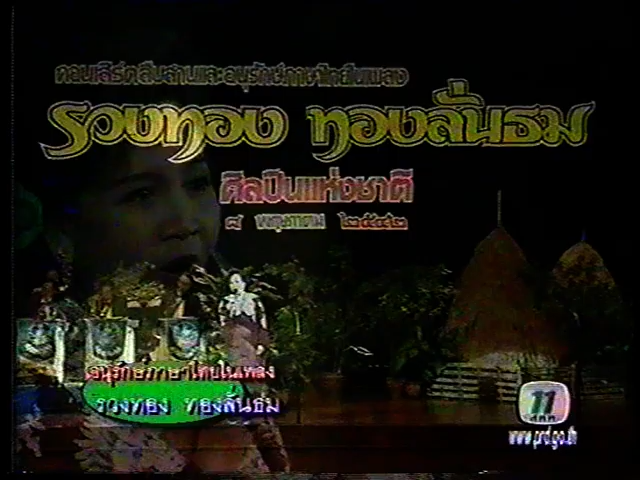 คอนเสิร์ตสืบสานและอนุรักษ์ภาษาไทยในเพลง
รวงทอง ทองลั่นธม
ศิลปินแห่งชาติ
๘ พฤษภาคม ๒๕๔๒
อนุรักษ์ภาษาไทยในเพลง
รวงทอง ทองลั่นธม
11
www.prd.go.th